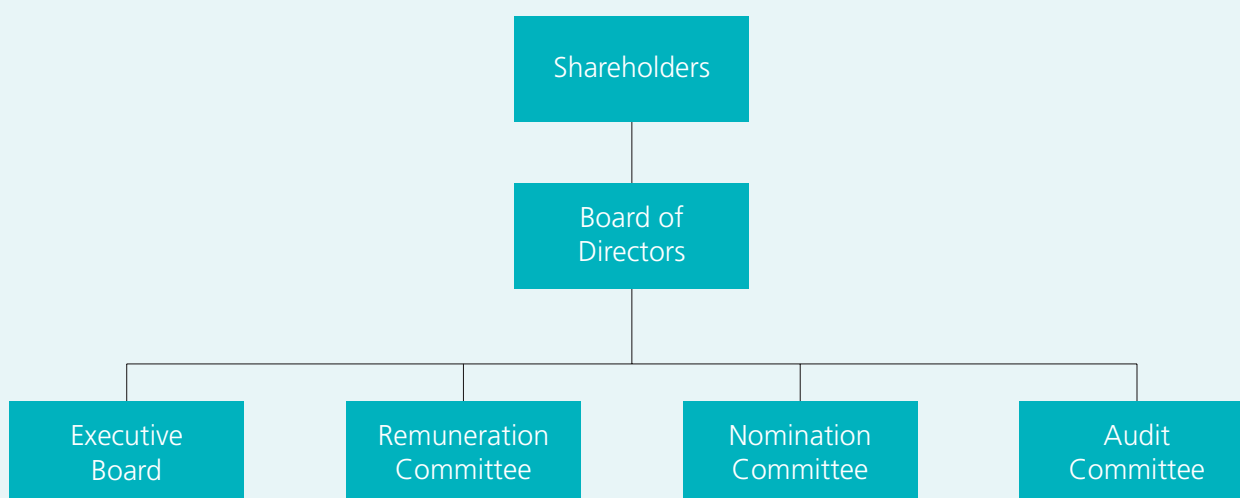 Shareholders
Board of
Directors
Executive
Board
Remuneration
Committee
Nomination
Committee
Audit
Committee